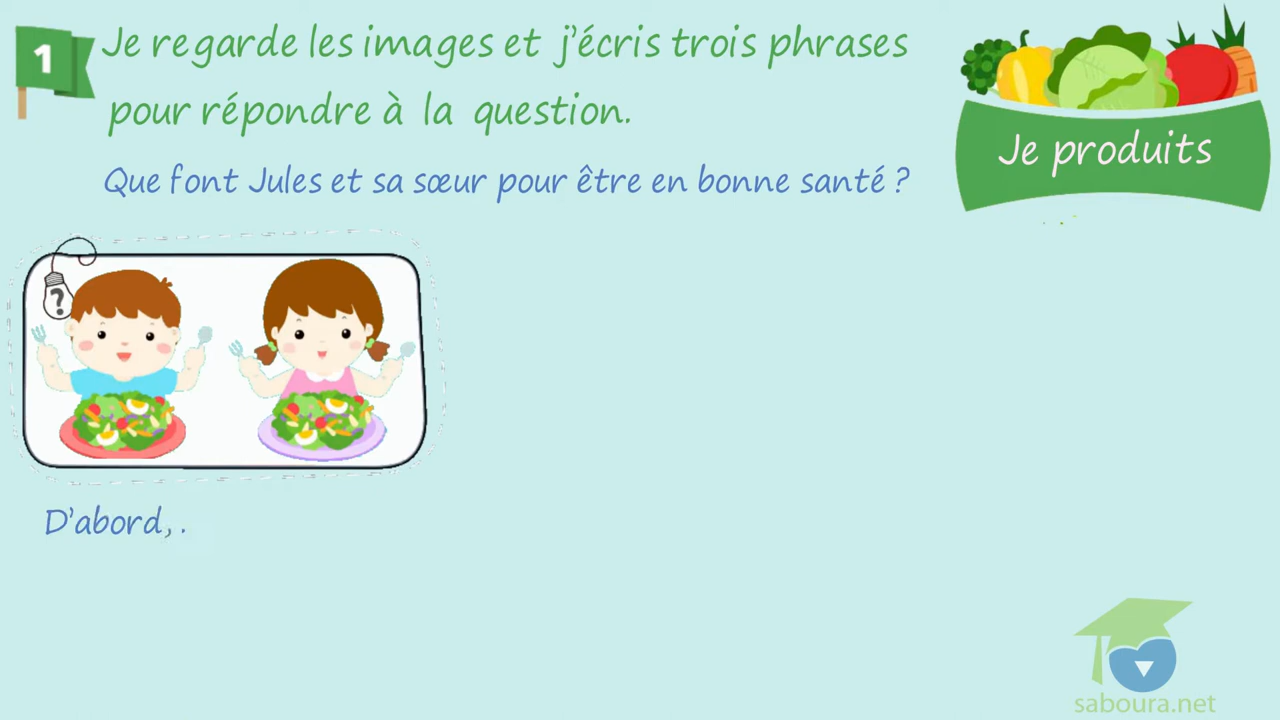 1
Je regarde les images et j'écris trois phrases
pour répondre à la question.
Je produits
Que font Jules et sa sœur pour être en bonne santé ?
?
D'abord, .
saboura.net